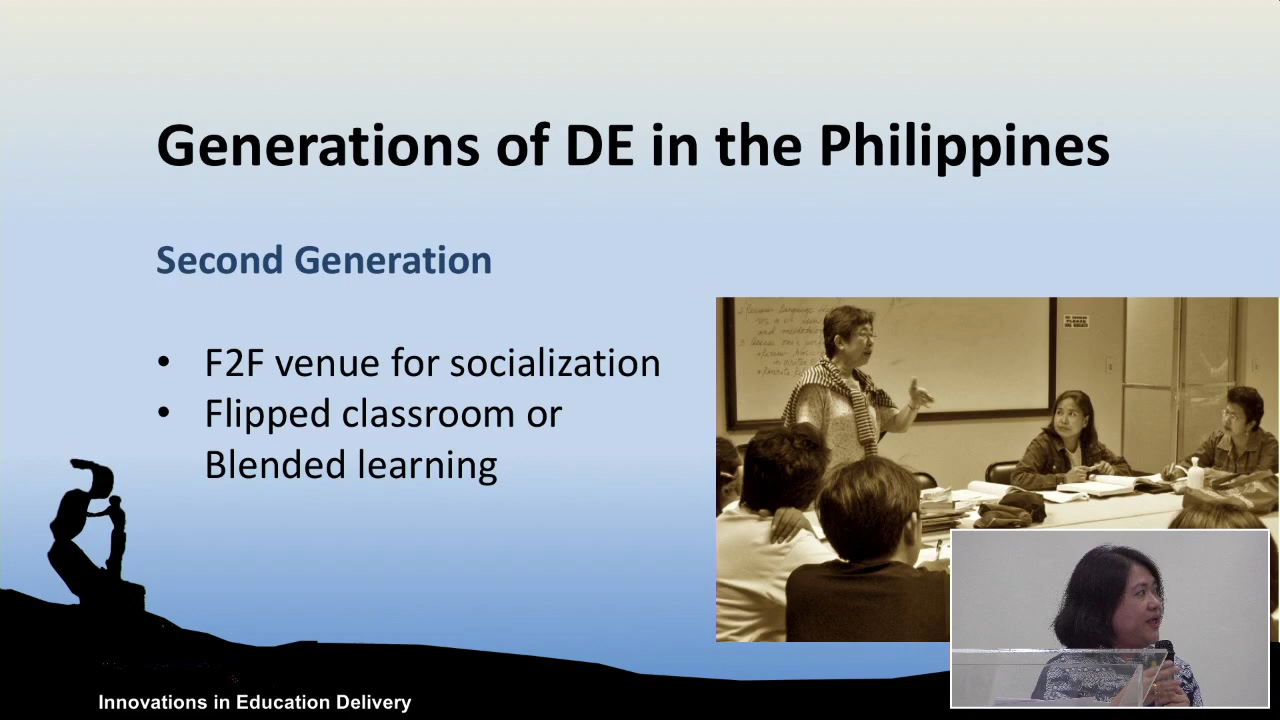 Generations of DE in the Philippines
Second Generation
• F2F venue for socialization
• Flipped classroom or
Blended learning
Innovations in Education Delivery